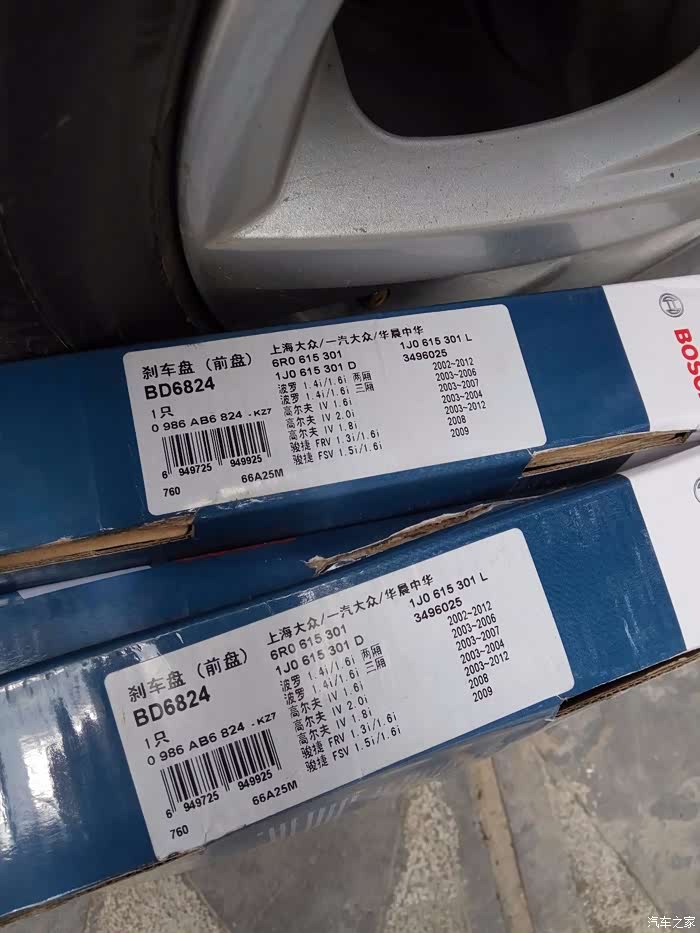 BOSCH
刹车盘 (前盘)
BD6824
1只
0 986 AB6 824 .KZ7
6 949725 949925
760
66A25M
上海大众/一汽大众/华晨中华
6R0 615 301
1J0 615 301 L
1J0 615 301 D
3496025
波罗 1.4i/1.6i 两厢 2002~2012
波罗 1.4i/1.6i 三厢 2003~2006
高尔夫 IV 1.6i 2003~2007
高尔夫 IV 2.0i 2003~2004
高尔夫 IV 1.8i 2003~2012
骏捷 FRV 1.3i/1.6i 2008
骏捷 FSV 1.5i/1.6i 2009
刹车盘 (前盘)
BD6824
1只
0 986 AB6 824 .KZ7
6 949725 949925
760
66A25M
上海大众/一汽大众/华晨中华
6R0 615 301
1J0 615 301 L
1J0 615 301 D
3496025
波罗 1.4i/1.6i 两厢 2002~2012
波罗 1.4i/1.6i 三厢 2003~2006
高尔夫 IV 1.6i 2003~2007
高尔夫 IV 2.0i 2003~2004
高尔夫 IV 1.8i 2003~2012
骏捷 FRV 1.3i/1.6i 2008
骏捷 FSV 1.5i/1.6i 2009
汽车之家